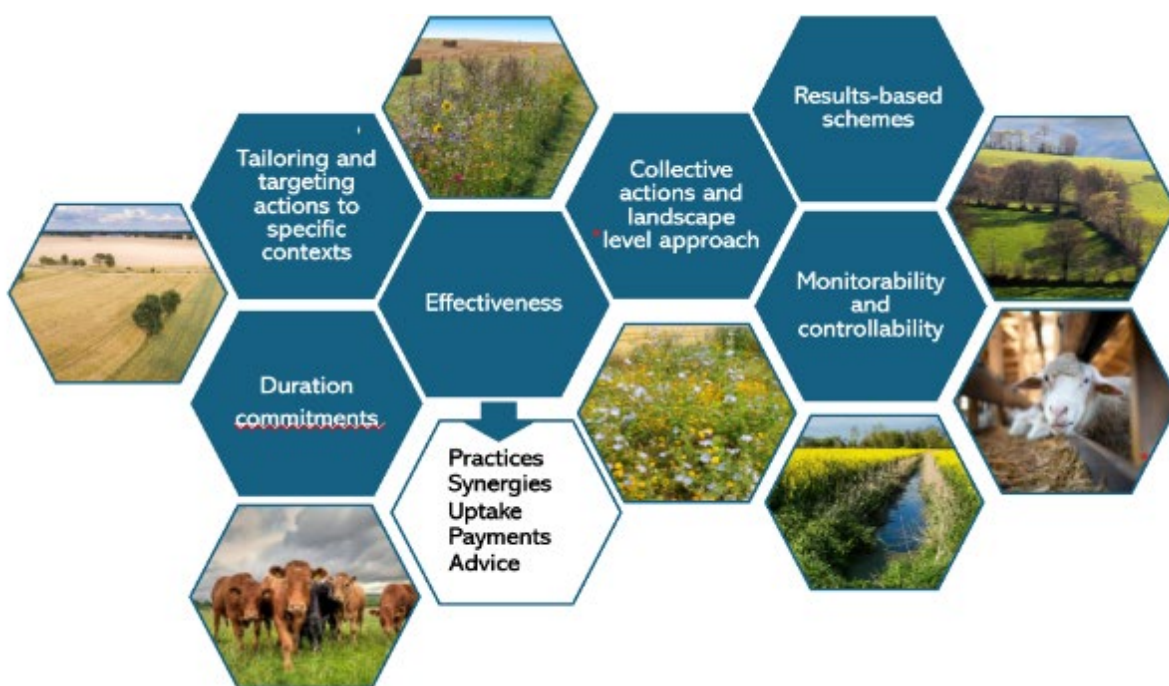 Results-based
schemes
Tailoring and
targeting
actions to
specific
contexts
Collective
actions and
landscape
level approach
Effectiveness
Monitorability
and
controllability
Duration
commitments
Practices
Synergies
Uptake
Payments
Advice